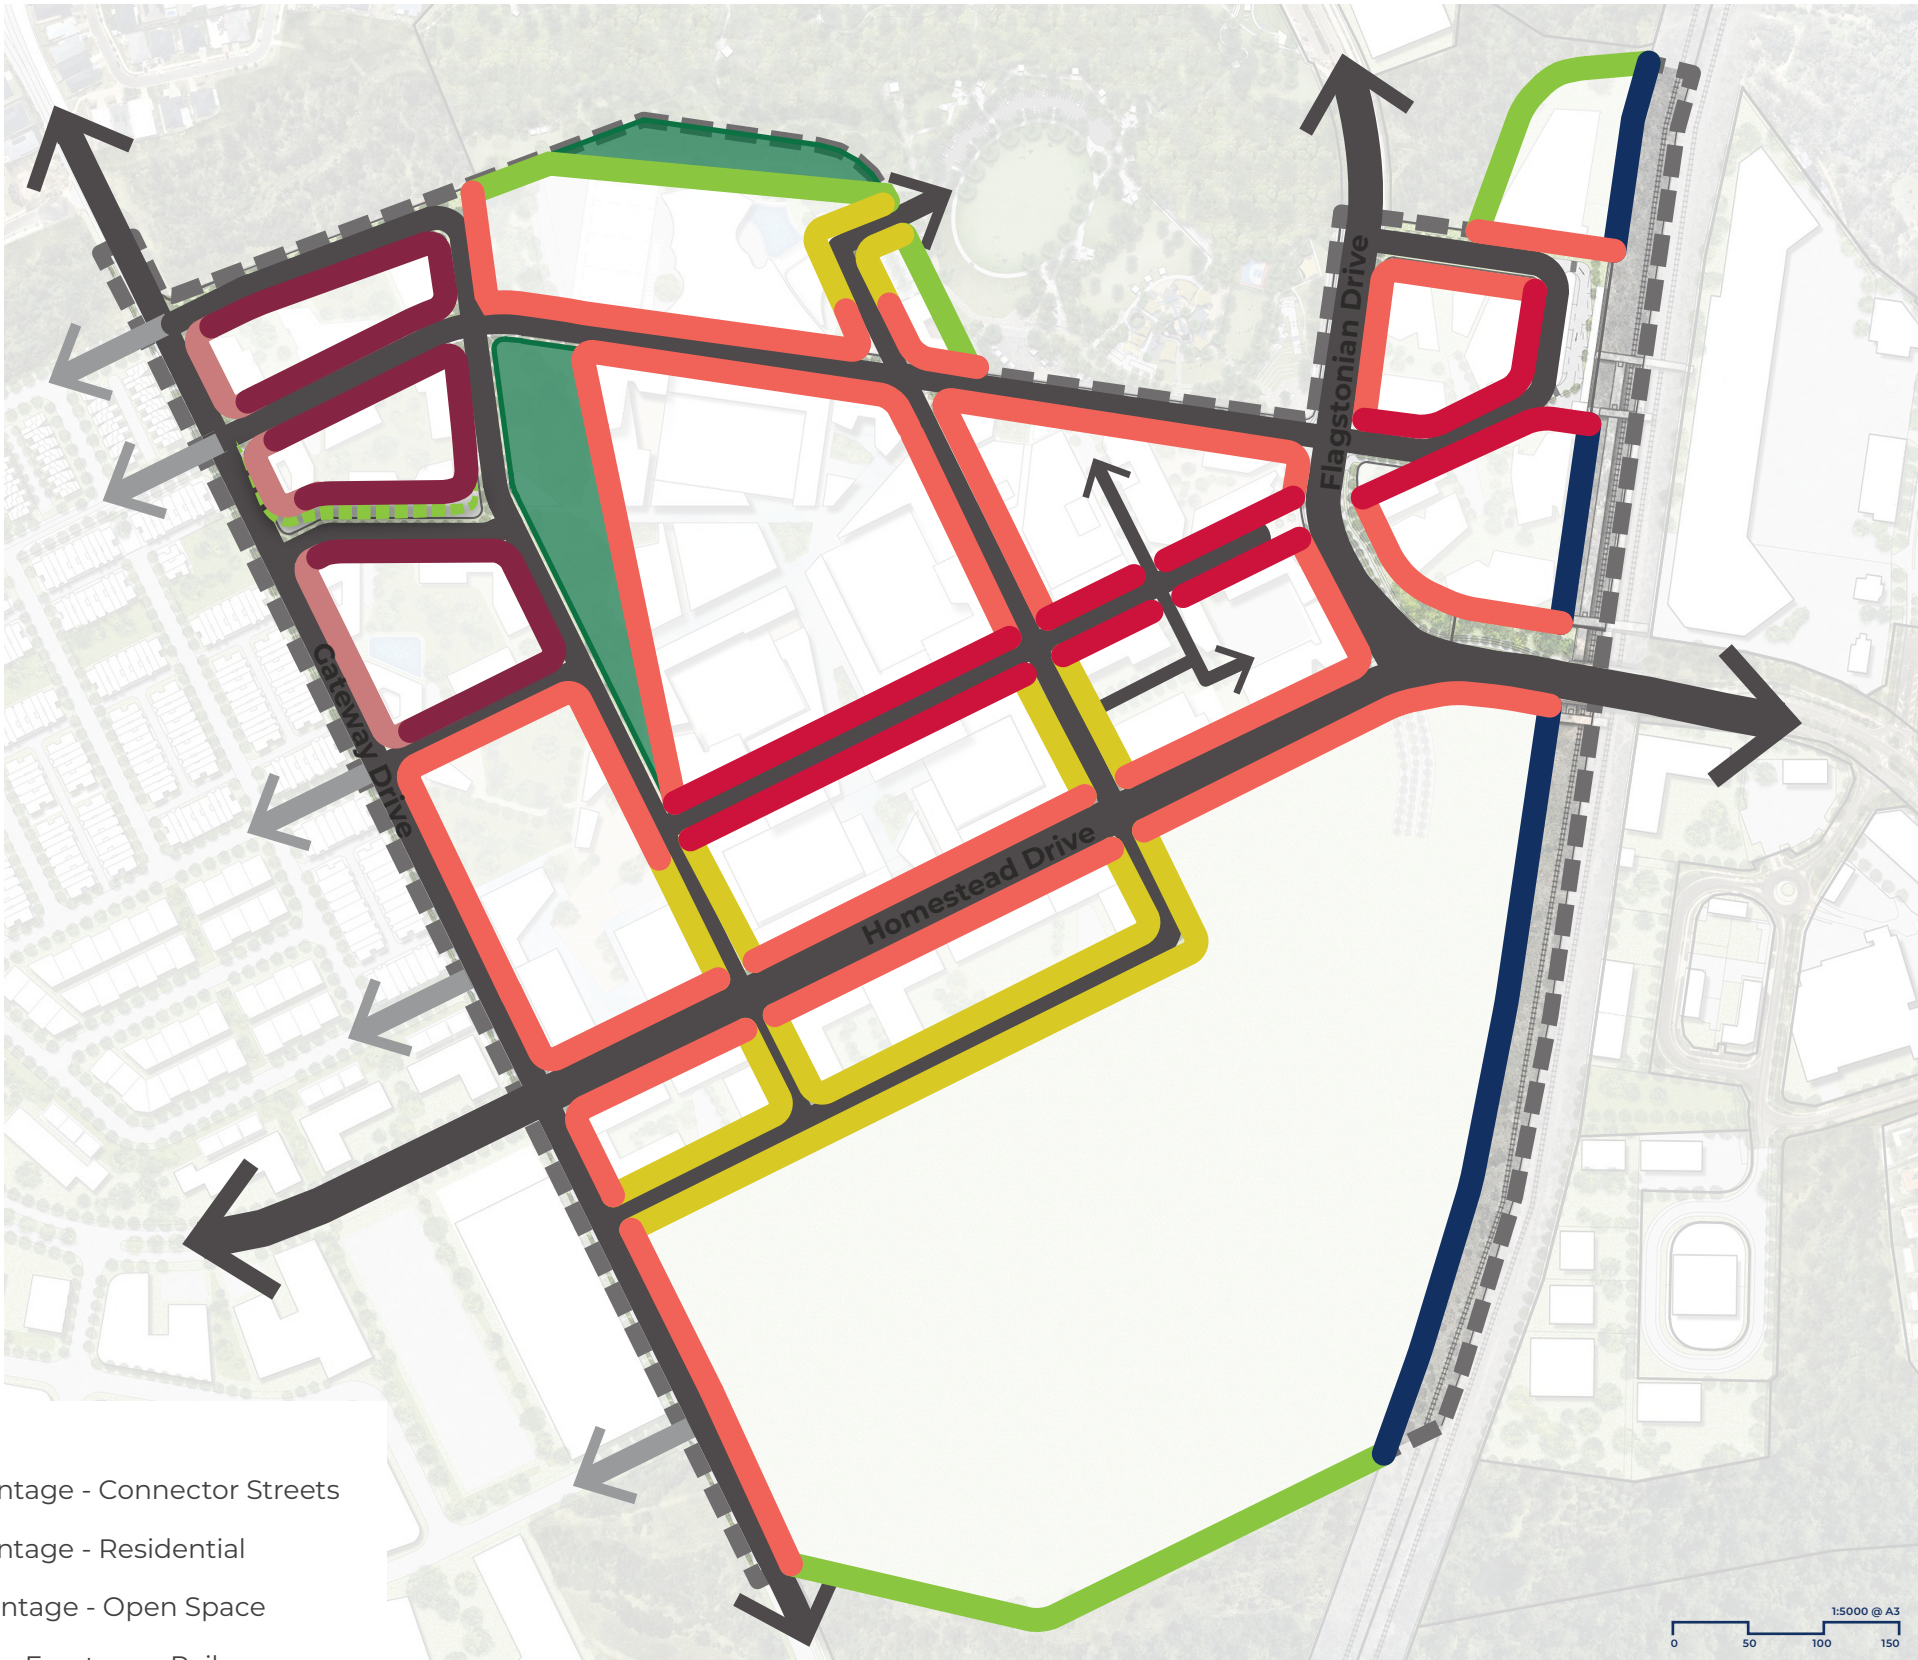 Flagstonian Drive
Gateway Drive
Homestead Drive
ntage - Connector Streets
ntage - Residential
ntage - Open Space
1:5000 @ A3
0 50 100 150